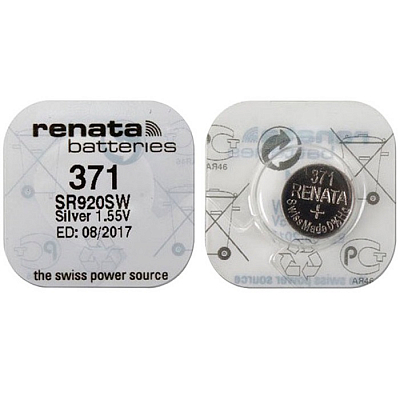 renata
batteries
371
SR920SW
Silver 1.55V
ED: 08/2017
the swiss power source
371
RENATA
+
Swiss Made